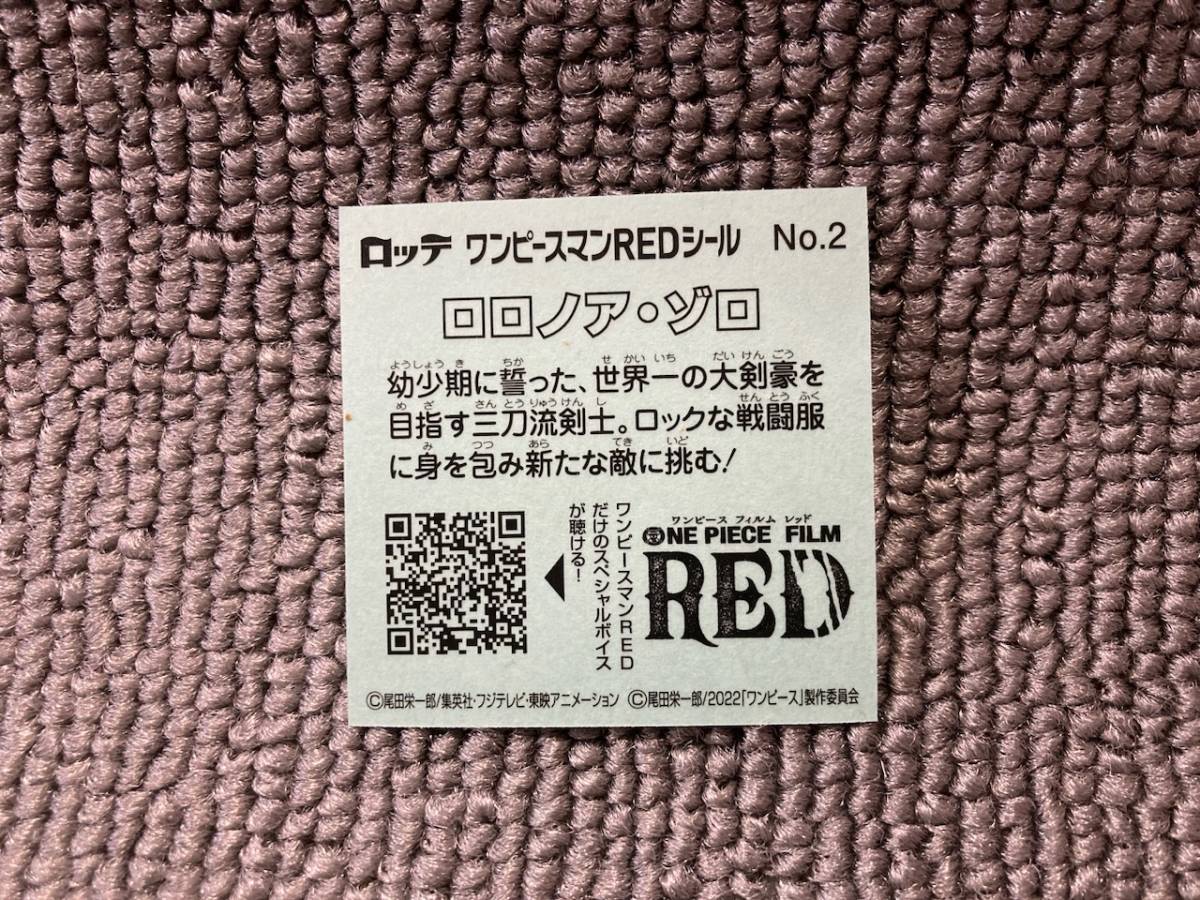 ロッテ ワンピースマンREDシール No.2
ロロノア・ゾロ
ようしょうき ちか せかいいち だいけんごう
幼少期に誓った、世界一の大剣豪を
めざ さんとうりゅうけんし せんとうふく
目指す三刀流剣士。ロックな戦闘服
み つつ あら てき いど
に身を包み新たな敵に挑む!
ワンピースマンRED
だけのスペシャルボイス
が聴ける!
ワンピース フィルム レッド
ONE PIECE FILM
RED
©尾田栄一郎/集英社・フジテレビ・東映アニメーション ©尾田栄一郎/2022「ワンピース」製作委員会